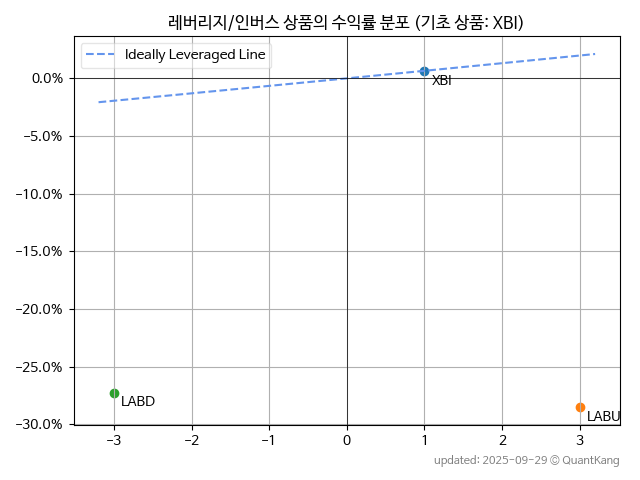 레버리지/인버스 상품의 수익률 분포 (기초 상품: XBI)
Ideally Leveraged Line
0.0%
XBI
−5.0%
−10.0%
−15.0%
−20.0%
−25.0%
LABD
LABU
−30.0%
−3 −2 −1 0 1 2 3
updated: 2025-09-29 © QuantKang